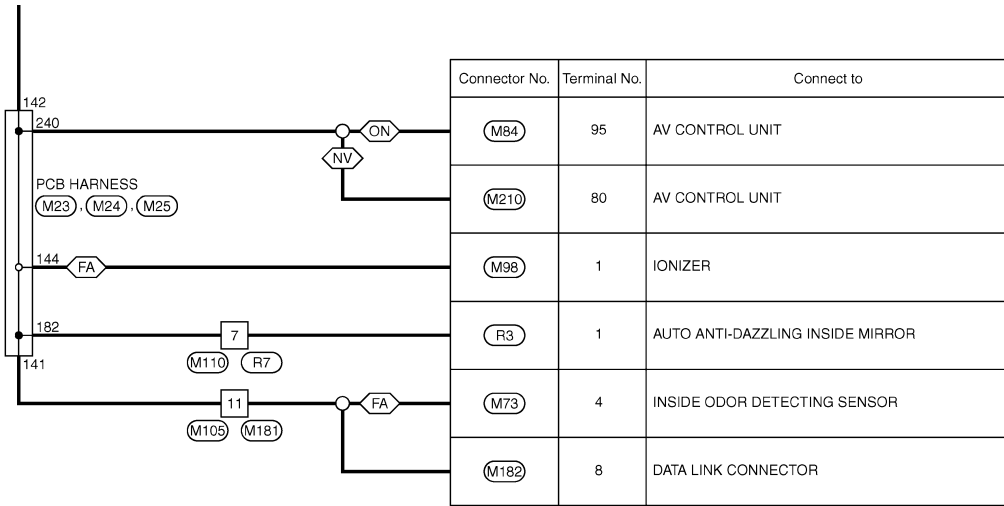 Connector No. Terminal No. Connect to
142
240 ON M84 95 AV CONTROL UNIT
NV
PCB HARNESS
M23 , M24 , M25 M210 80 AV CONTROL UNIT
144 FA M98 1 IONIZER
182 7 R3 1 AUTO ANTI-DAZZLING INSIDE MIRROR
141 M110 R7
11 FA M73 4 INSIDE ODOR DETECTING SENSOR
M105 M181
M182 8 DATA LINK CONNECTOR